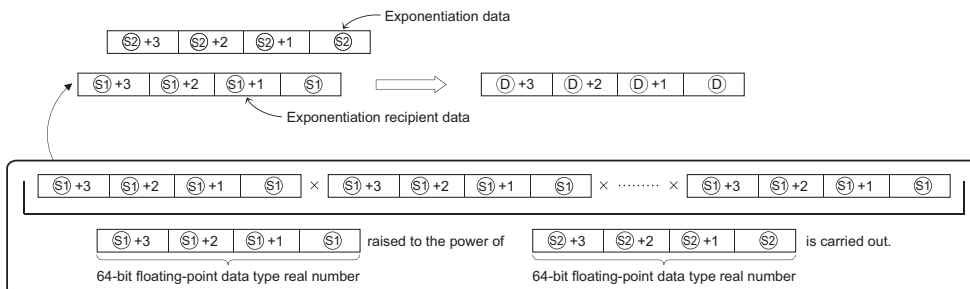 Exponentiation data
S2 +3 S2 +2 S2 +1 S2
S1 +3 S1 +2 S1 +1 S1 D +3 D +2 D +1 D
Exponentiation recipient data
S1 +3 S1 +2 S1 +1 S1 × S1 +3 S1 +2 S1 +1 S1 × ········· × S1 +3 S1 +2 S1 +1 S1
S1 +3 S1 +2 S1 +1 S1 raised to the power of S2 +3 S2 +2 S2 +1 S2 is carried out.
64-bit floating-point data type real number 64-bit floating-point data type real number